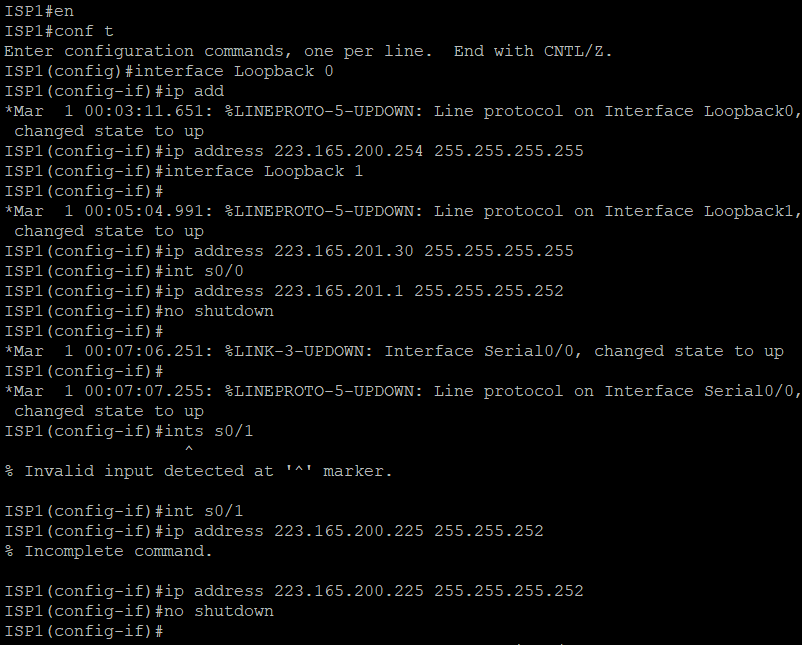 ISP1#en
ISP1#conf t
Enter configuration commands, one per line.  End with CNTL/Z.
ISP1(config)#interface Loopback 0
ISP1(config-if)#ip add
*Mar  1 00:03:11.651: %LINEPROTO-5-UPDOWN: Line protocol on Interface Loopback0,
 changed state to up
ISP1(config-if)#ip address 223.165.200.254 255.255.255.255
ISP1(config-if)#interface Loopback 1
ISP1(config-if)#
*Mar  1 00:05:04.991: %LINEPROTO-5-UPDOWN: Line protocol on Interface Loopback1,
 changed state to up
ISP1(config-if)#ip address 223.165.201.30 255.255.255.255
ISP1(config-if)#int s0/0
ISP1(config-if)#ip address 223.165.201.1 255.255.255.252
ISP1(config-if)#no shutdown
ISP1(config-if)#
*Mar  1 00:07:06.251: %LINK-3-UPDOWN: Interface Serial0/0, changed state to up
ISP1(config-if)#
*Mar  1 00:07:07.255: %LINEPROTO-5-UPDOWN: Line protocol on Interface Serial0/0,
 changed state to up
ISP1(config-if)#ints s0/1
                  ^
% Invalid input detected at '^' marker.

ISP1(config-if)#int s0/1
ISP1(config-if)#ip address 223.165.200.225 255.255.252
% Incomplete command.

ISP1(config-if)#ip address 223.165.200.225 255.255.255.252
ISP1(config-if)#no shutdown
ISP1(config-if)#